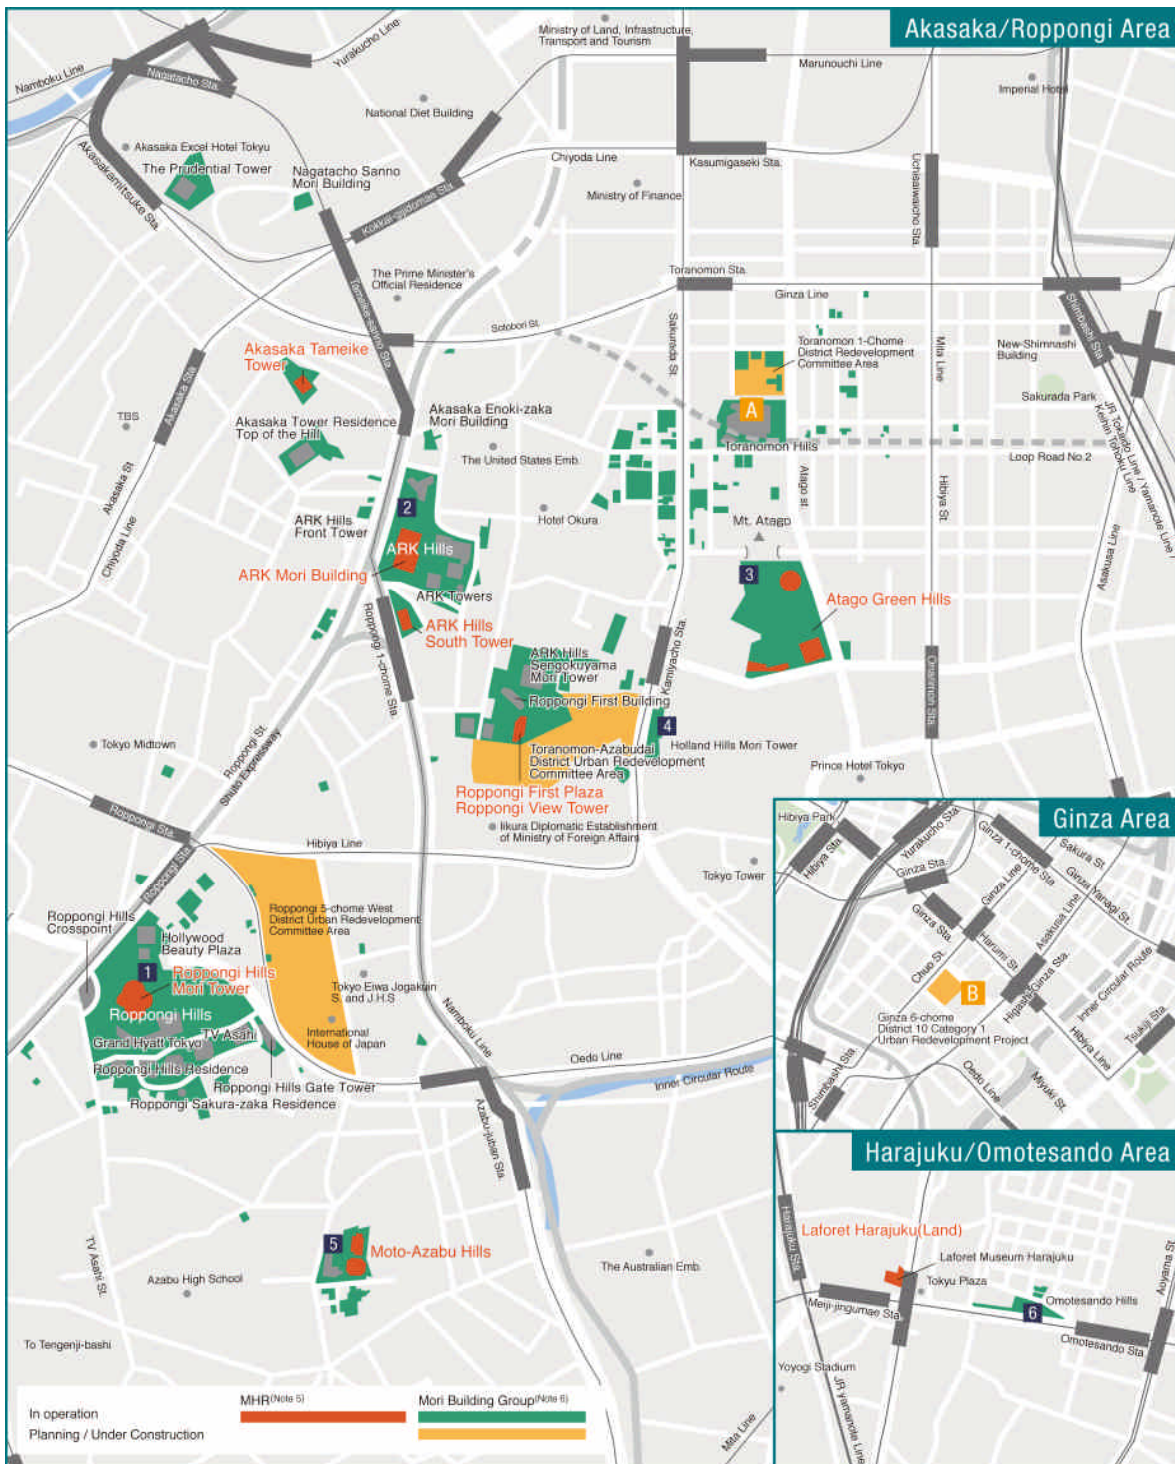 Akasaka/Roppongi Area
Ministry of Land, Infrastructure,
Transport and Tourism
Yurakucho Line
Namboku Line
Nagatacho Sta.
Marunouchi Line
Imperial Hotel
National Diet Building
Akasaka Excel Hotel Tokyu
The Prudential Tower
Nagatacho Sanno
Mori Building
Chiyoda Line
Kasumigaseki Sta.
Uchisaiwaicho Sta.
Ministry of Finance
Akasakamitsuke Sta.
Kokkai-gijidomae Sta.
The Prime Minister's
Official Residence
Tameike-sanno Sta.
Toranomon Sta.
Ginza Line
Sotobori St.
Sakurada St.
Shimbashi Sta.
Toranomon 1-Chome
District Redevelopment
Committee Area
Mita Line
New-Shimnashi
Building
Akasaka Tameike
Tower
Akasaka Sta.
TBS
A
Sakurada Park
Akasaka Enoki-zaka
Mori Building
Akasaka Tower Residence
Top of the Hill
The United States Emb.
Toranomon Hills
Loop Road No.2
JR Tokaido Line / Yamanote Line /
Keihin Tohoku Line
Akasaka St
Chiyoda Line
Atago st.
Hibiya St.
2
ARK Hills
Front Tower
Hotel Okura
Mt. Atago
ARK Hills
ARK Mori Building
Asakusa Line
3
ARK Towers
Atago Green Hills
ARK Hills
South Tower
Roppongi 1-chome Sta.
Kamiyacho Sta.
Onarimon Sta.
ARK Hills
Sengokuyama
Mori Tower
Roppongi First Building
4
Tokyo Midtown
Roppongi St.
Shuto Expressway
Toranomon-Azabudai
District Urban Redevelopment
Committee Area
Holland Hills Mori Tower
Prince Hotel Tokyo
Roppongi First Plaza
Roppongi View Tower
Roppongi Sta.
Iikura Diplomatic Establishment
of Ministry of Foreign Affairs
Hibiya Line
Roppongi Sta.
Tokyo Tower
Roppongi Hills
Crosspoint
Roppongi 5-chome West
District Urban Redevelopment
Committee Area
Hollywood
Beauty Plaza
1
Roppongi Hills
Mori Tower
Tokyo Eiwa Jogakuin
S. and J.H.S
Roppongi Hills
International
House of Japan
TV Asahi
Grand Hyatt Tokyo
Namboku Line
Oedo Line
Roppongi Hills Residence
Roppongi Hills Gate Tower
Inner Circular Route
Roppongi Sakura-zaka Residence
Azabu-juban Sta.
5
Moto-Azabu Hills
TV Asahi St.
Azabu High School
The Australian Emb.
To Tengenji-bashi
Mita Line
Ginza Area
Hibiya Park
Hibiya Sta.
Yurakucho Sta.
Ginza Sta.
Ginza 1-chome Sta
Sakura St.
Ginza Line
Ginza Yanagi St.
Ginza Sta.
Asakusa Line
Harumi St.
Chuo St.
Higashi-Ginza Sta.
Inner Circular Route
B
Ginza 6-chome
District 10 Category 1
Urban Redevelopment Project
Tsukiji Sta
Hibiya Line
Shimbashi Sta.
Oedo Line
Miyuki St.
Harajuku/Omotesando Area
Harajuku Sta.
Laforet Harajuku(Land)
Laforet Museum Harajuku
Tokyu Plaza
Aoyama St
Meiji-jingumae Sta.
Omotesando Hills
6
Omotesando Sta
Yoyogi Stadium
JR yamanote Line
MHR(Note 5)
Mori Building Group(Note 6)
In operation
Planning / Under Construction